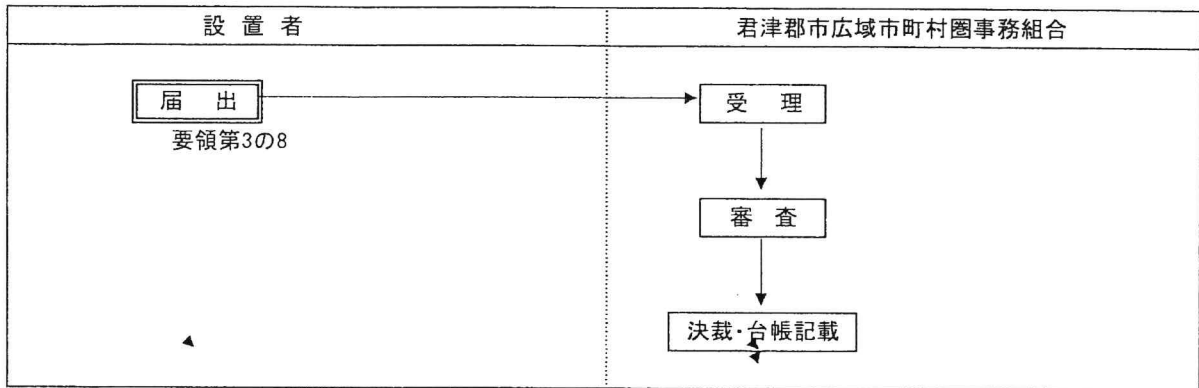 設置者
君津郡市広域市町村圏事務組合
届出
受理
要領第3の8
審査
決裁・台帳記載